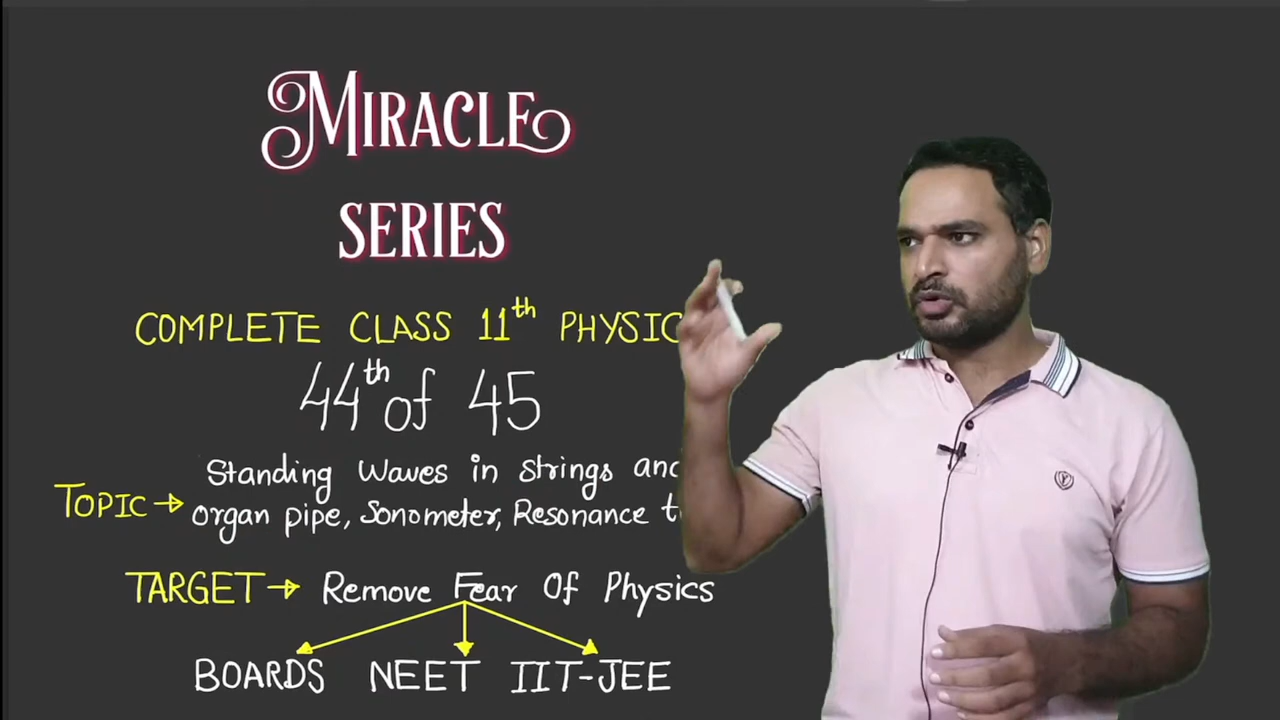 MIRACLE
SERIES
COMPLETE CLASS 11th PHYSIC
44th of 45
Standing Waves in strings and
TOPIC → organ pipe, Sonometer, Resonance t
TARGET → Remove Fear Of Physics
BOARDS NEET IIT-JEE